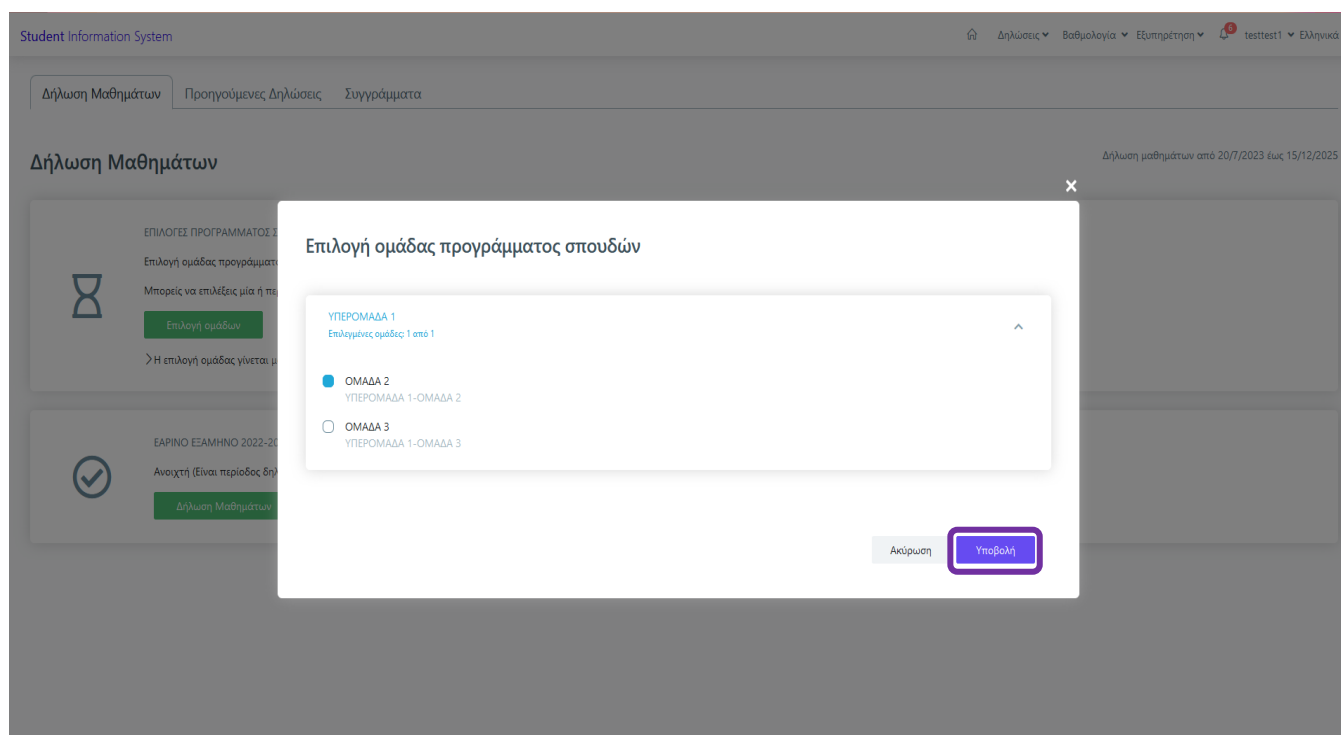 Student Information System
Δηλώσεις Βαθμολογία Εξυπηρέτηση 6 testtest1 Ελληνικά
Δήλωση Μαθημάτων Προηγούμενες Δηλώσεις Συγγράμματα
Δήλωση Μαθημάτων
Δήλωση μαθημάτων από 20/7/2023 έως 15/12/2025
ΕΠΙΛΟΓΕΣ ΠΡΟΓΡΑΜΜΑΤΟΣ
Επιλογή ομάδας
Μπορείς να επιλέξεις μία ή
Επιλογή ομάδων
Η επιλογή ομάδας γίνεται
ΕΑΡΙΝΟ ΕΞΑΜΗΝΟ 2022-20
Ανοιχτή (Είναι περίοδος
Δήλωση Μαθημάτων
×
Επιλογή ομάδας προγράμματος σπουδών
ΥΠΕΡΟΜΑΔΑ 1
Επιλεγμένες ομάδες: 1 από 1
ΟΜΑΔΑ 2
ΥΠΕΡΟΜΑΔΑ 1-ΟΜΑΔΑ 2
ΟΜΑΔΑ 3
ΥΠΕΡΟΜΑΔΑ 1-ΟΜΑΔΑ 3
Ακύρωση Υποβολή